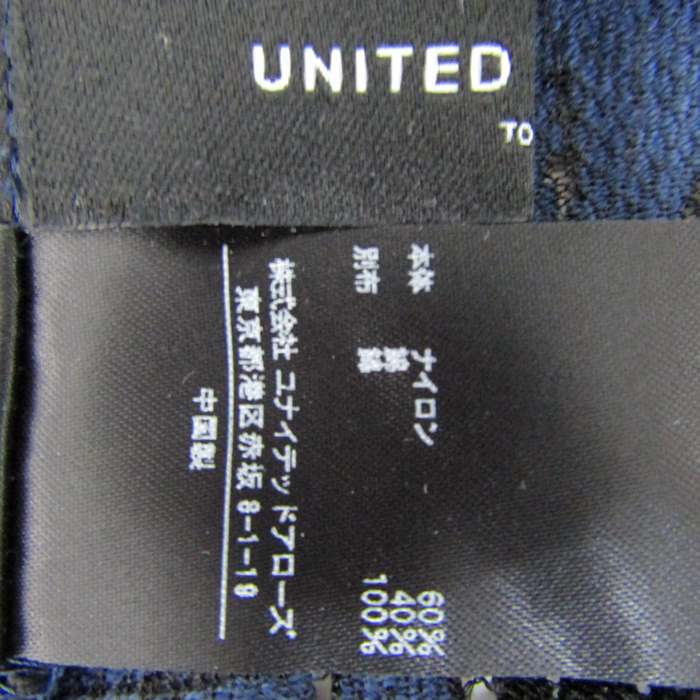 UNITED
TO
本体 ナイロン 60%
綿 40%
別布 綿 100%
株式会社 ユナイテッドアローズ
東京都港区赤坂 8-1-19
中国製